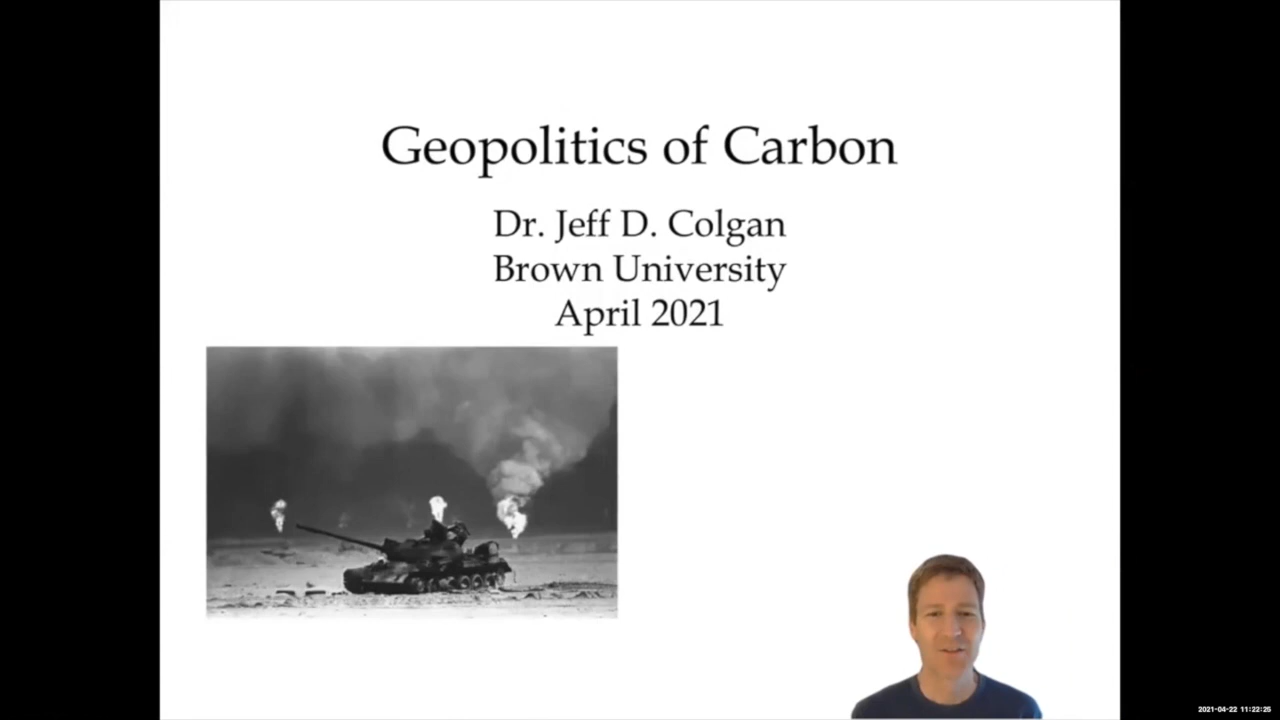 Geopolitics of Carbon
Dr. Jeff D. Colgan
Brown University
April 2021
2021-04-22 11:22:25